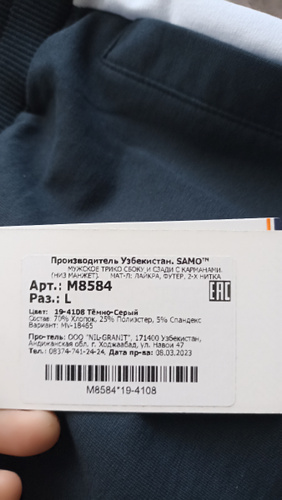 Производитель Узбекистан. SAMO™
МУЖСКОЕ ТРИКО СБОКУ И СЗАДИ С КАРМАНАМИ.
(НИЗ МАНЖЕТ) МАТ-Л: ЛАЙКРА, ФУТЕР, 2-Х НИТКА
Арт.: M8584
Раз.: L
EAC
Цвет: 19-4108 Тёмно-Серый
Состав: 70% Хлопок, 25% Полиэстер, 5% Спандекс
Вариант: МV-18465
Про-тель: ООО "NIL-GRANIT", 171400 Узбекистан,
Андижанская обл. г. Ходжаабад, ул. Навои 47
Тел.: 08374-741-24-24, Дата пр-ва: 08.03.2023
M8584*19-4108